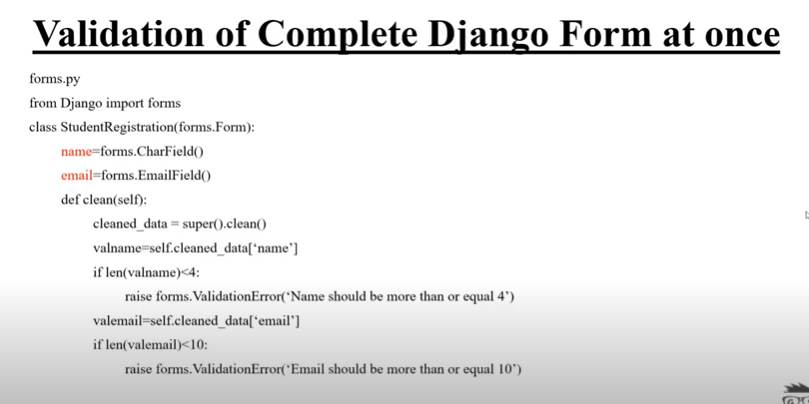 Validation of Complete Django Form at once
forms.py
from Django import forms
class StudentRegistration(forms.Form):
name=forms.CharField()
email=forms.EmailField()
def clean(self):
cleaned_data = super().clean()
valname=self.cleaned_data[‘name’]
if len(valname)<4:
raise forms.ValidationError(‘Name should be more than or equal 4’)
valemail=self.cleaned_data[‘email’]
if len(valemail)<10:
raise forms.ValidationError(‘Email should be more than or equal 10’)